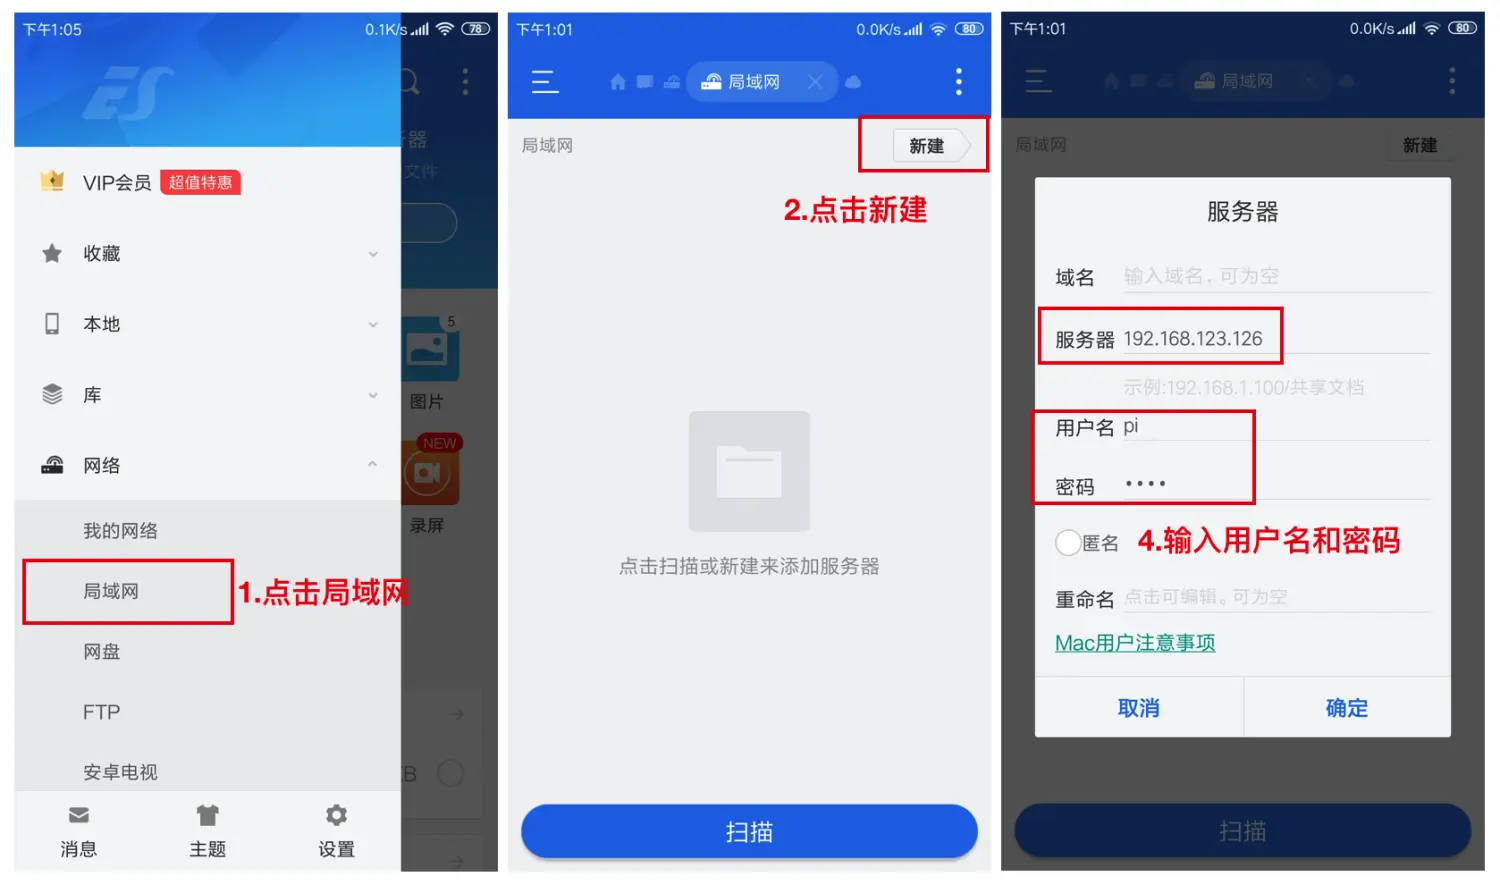 下午1:05
0.1K/s
78
ES
VIP会员
超值特惠
收藏
本地
库
网络
我的网络
局域网
1.点击局域网
网盘
FTP
安卓电视
消息
主题
设置
器
文件
5
图片
NEW
录屏
B
下午1:01
0.0K/s
80
局域网
局域网
新建
2.点击新建
点击扫描或新建来添加服务器
扫描
下午1:01
0.0K/s
80
局域网
局域网
新建
服务器
域名 输入域名，可为空
服务器 192.168.123.126
示例:192.168.1.100/共享文档
用户名 pi
密码 ••••
匿名
4.输入用户名和密码
重命名 点击可编辑。可为空
Mac用户注意事项
取消
确定
扫描